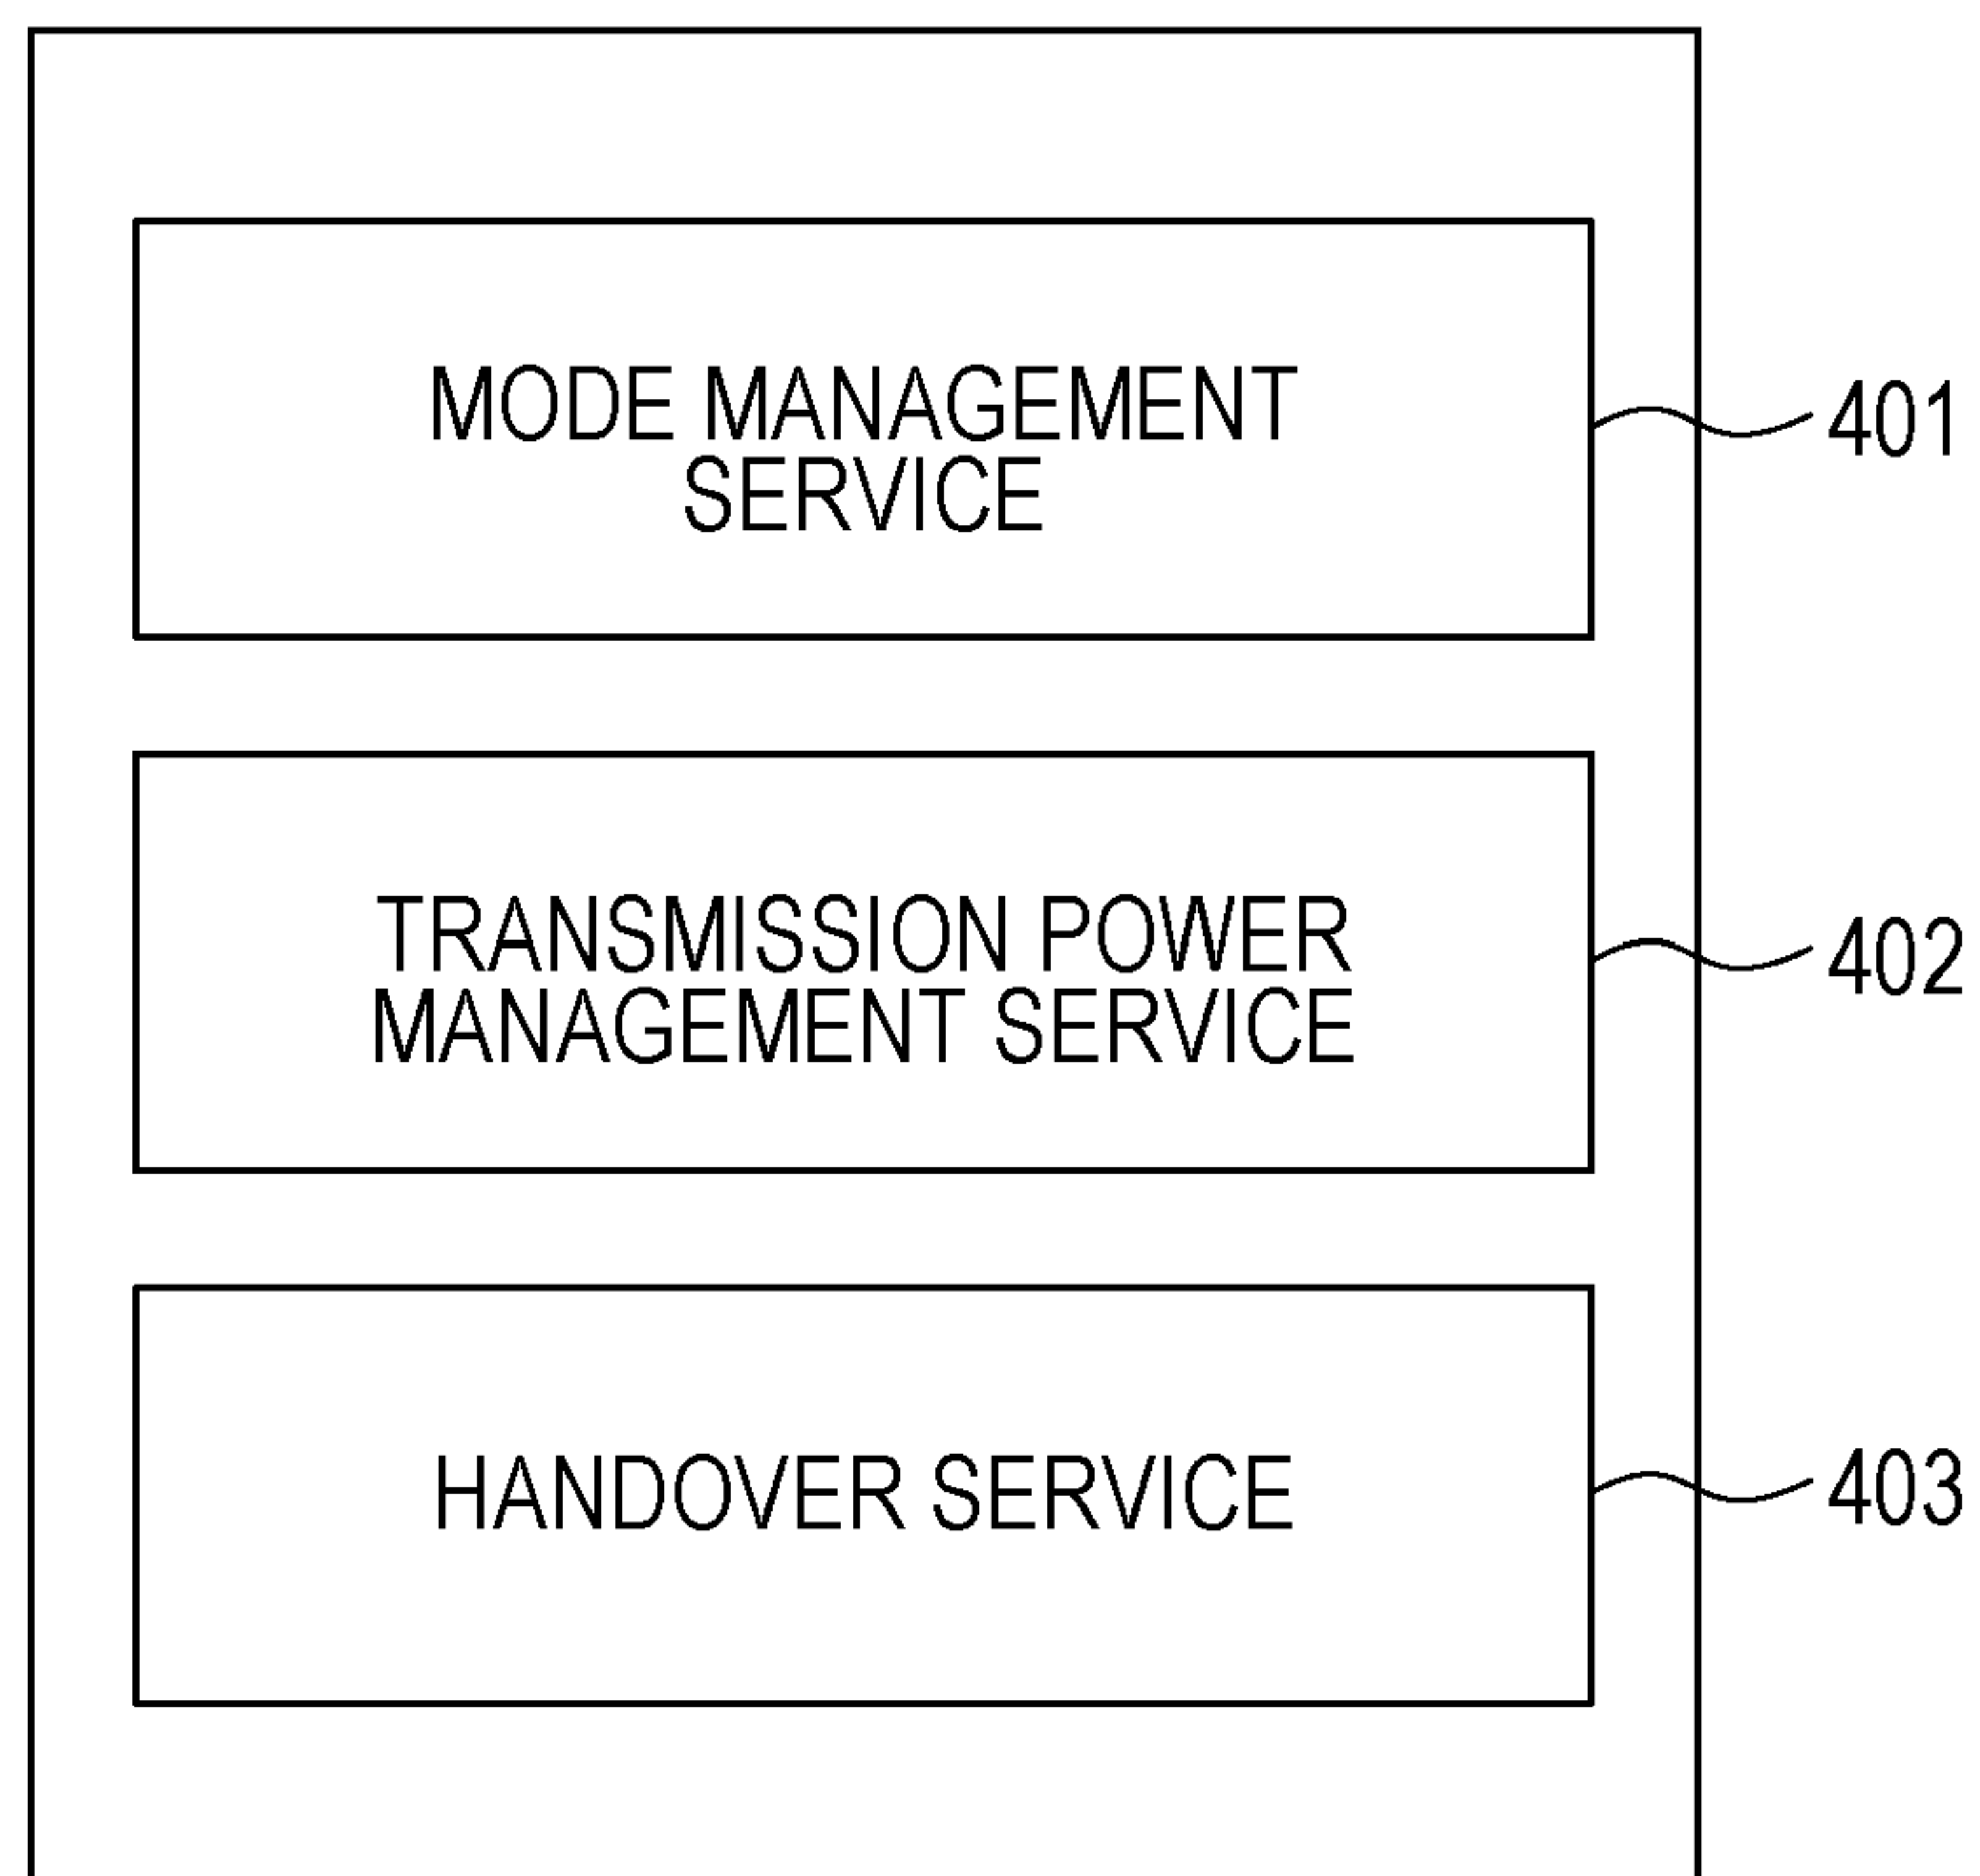 MODE MANAGEMENT
SERVICE
401
TRANSMISSION POWER
MANAGEMENT SERVICE
402
HANDOVER SERVICE
403